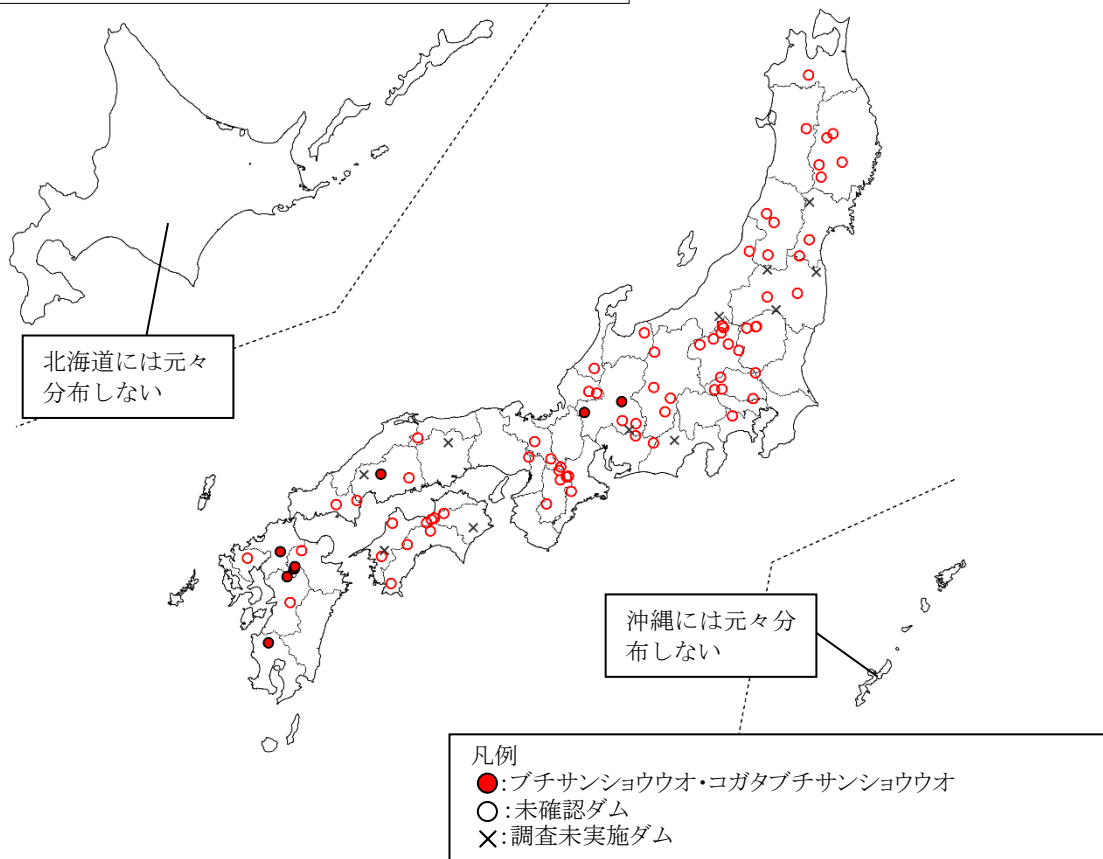 北海道には元々
分布しない
沖縄には元々分
布しない
凡例
●:ブチサンショウウオ・コガタブチサンショウウオ
○:未確認ダム
×:調査未実施ダム